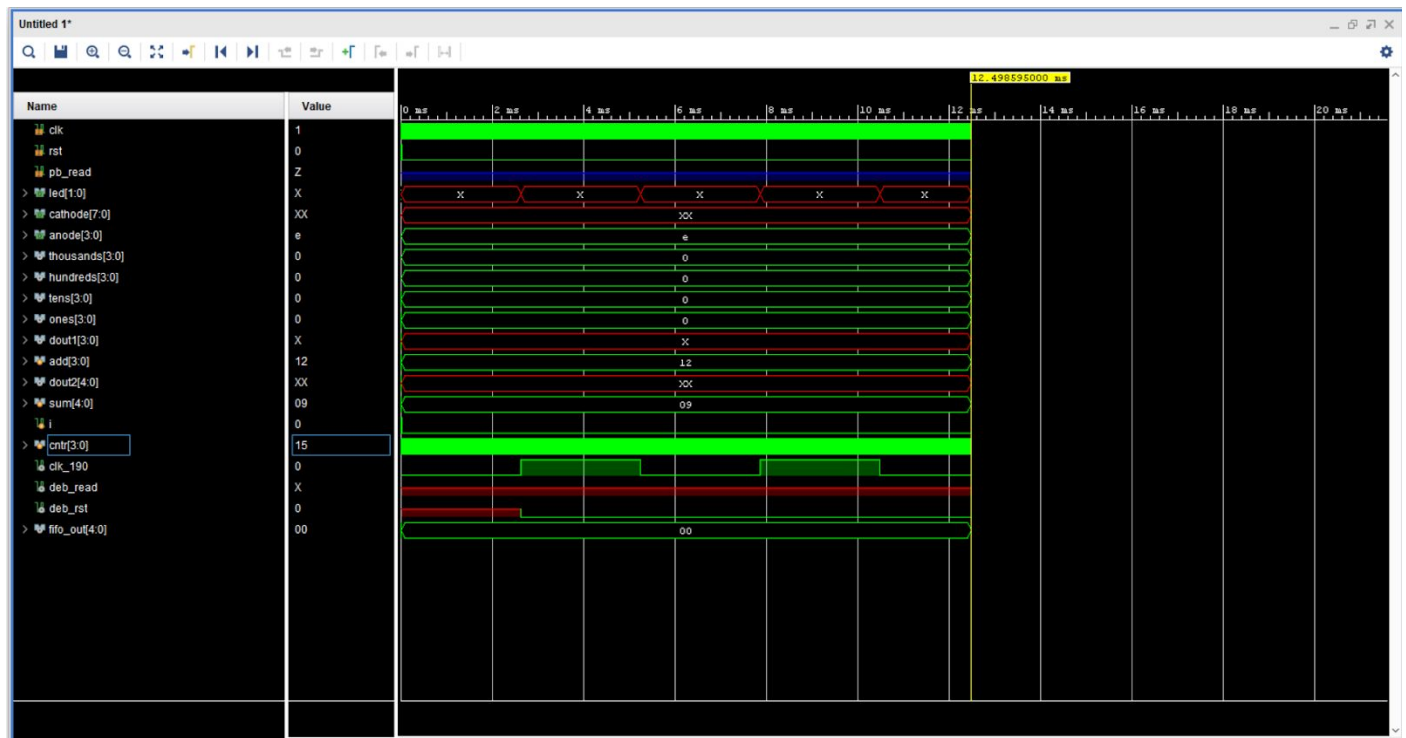 Untitled 1*
12.498595000 ms
Name Value 0 ms 2 ms 4 ms 6 ms 8 ms 10 ms 12 ms 14 ms 16 ms 18 ms 20 ms
clk 1
rst 0
pb_read Z
led[1:0] X X X X X X
cathode[7:0] XX XX
anode[3:0] e e
thousands[3:0] 0 0
hundreds[3:0] 0 0
tens[3:0] 0 0
ones[3:0] 0 0
dout1[3:0] X X
add[3:0] 12 12
dout2[4:0] XX XX
sum[4:0] 09 09
i 0
cntr[3:0] 15
clk_190 0
deb_read X
deb_rst 0
fifo_out[4:0] 00 00